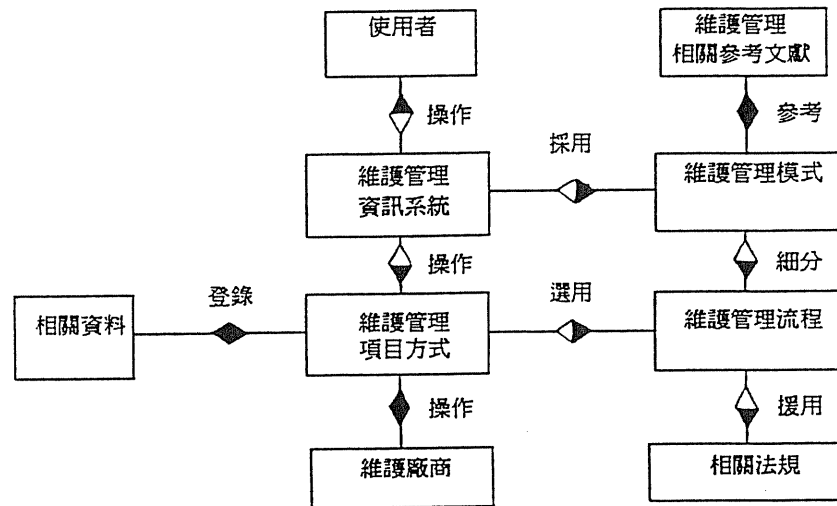 使用者
維護管理
相關參考文獻
操作
參考
採用
維護管理
資訊系統
維護管理模式
操作
細分
登錄
選用
相關資料
維護管理
項目方式
維護管理流程
操作
援用
維護廠商
相關法規